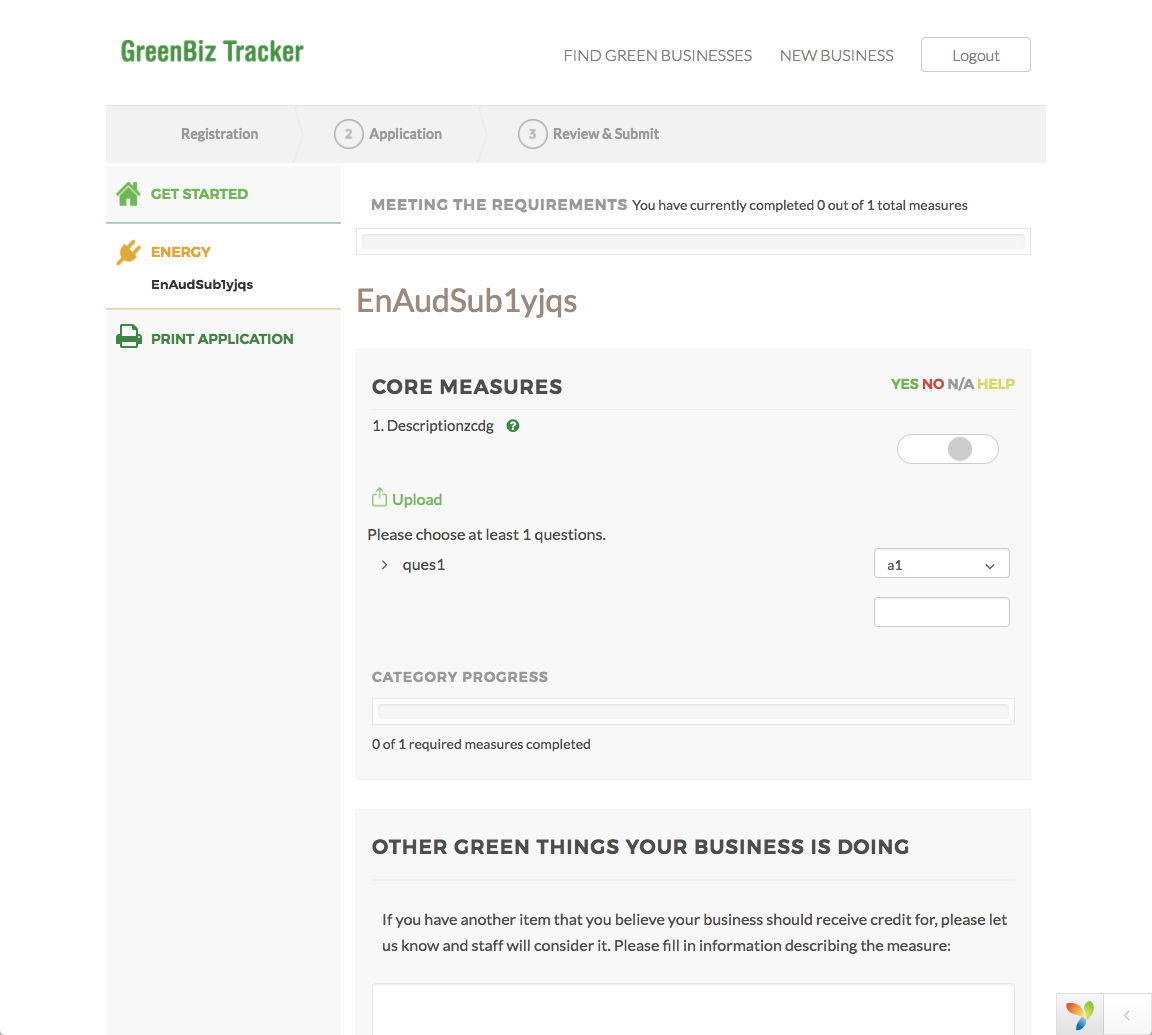 GreenBiz Tracker
FIND GREEN BUSINESSES NEW BUSINESS Logout
Registration 2 Application 3 Review & Submit
GET STARTED
ENERGY
EnAudSub1yjqs
PRINT APPLICATION
MEETING THE REQUIREMENTS You have currently completed 0 out of 1 total measures
EnAudSub1yjqs
CORE MEASURES YES NO N/A HELP
1. Descriptionzcdg ?
Upload
Please choose at least 1 questions.
ques1 a1
CATEGORY PROGRESS
0 of 1 required measures completed
OTHER GREEN THINGS YOUR BUSINESS IS DOING
If you have another item that you believe your business should receive credit for, please let
us know and staff will consider it. Please fill in information describing the measure: